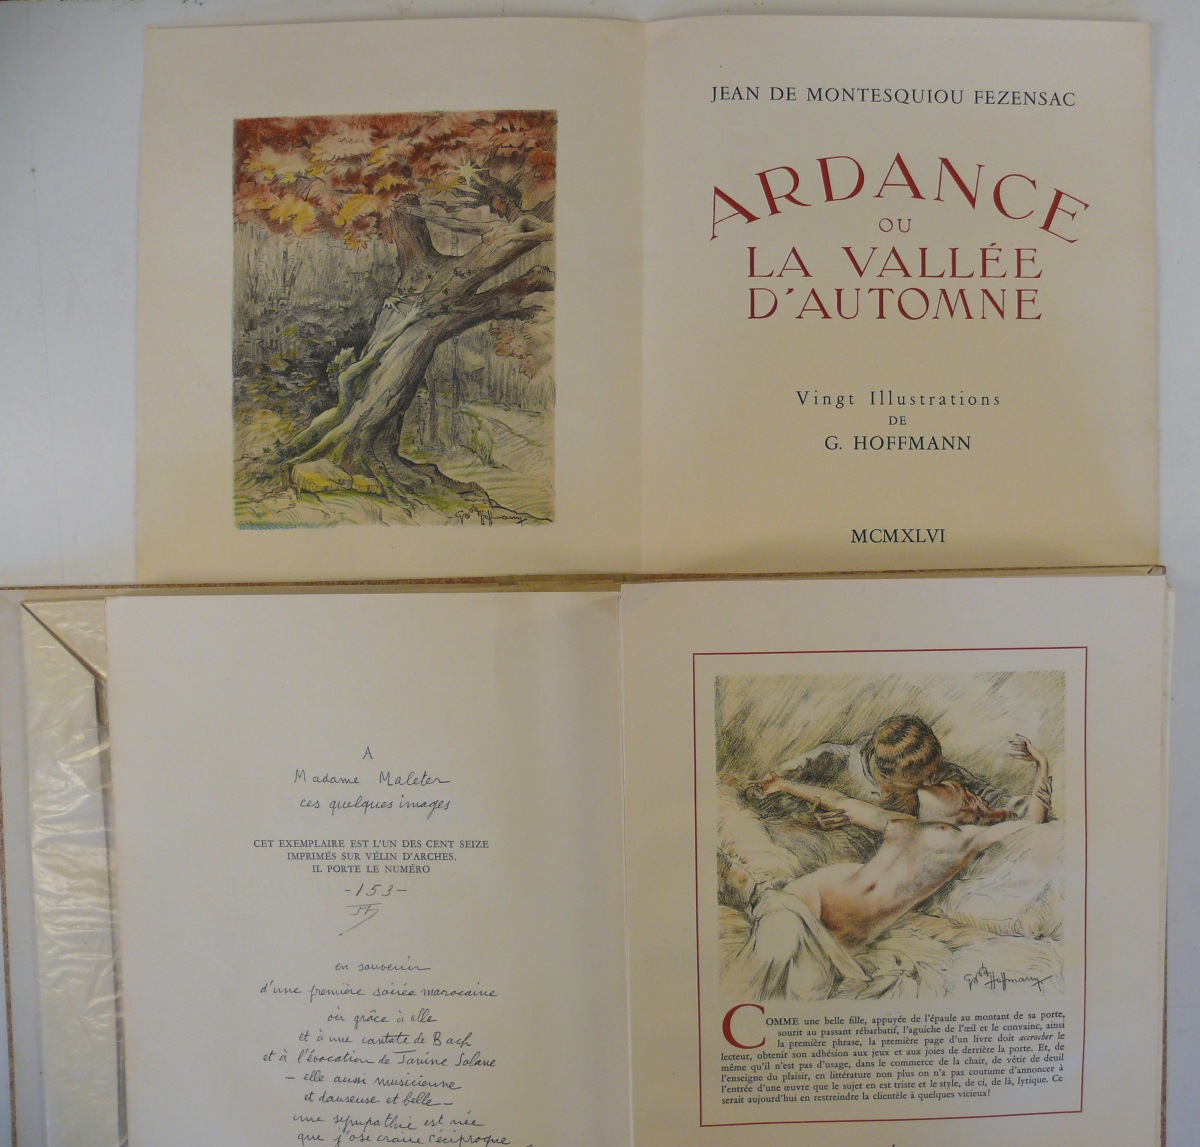 JEAN DE MONTESQUIOU FEZENSAC
ARDANCE
OU
LA VALLÉE
D'AUTOMNE
Vingt Illustrations
DE
G. HOFFMANN
MCMXLVI
Gast. Hoffmann
A
Madame Maleter
ces quelques images
CET EXEMPLAIRE EST L'UN DES CENT SEIZE
IMPRIMÉS SUR VÉLIN D'ARCHES.
IL PORTE LE NUMÉRO
-153-
en souvenir
d'une première soirée marocaine
où grâce à elle
et à une cantate de Bach
et à l'évocation de Janine Solane
— elle aussi musicienne
et danseuse et belle —
une sympathie est née
que j'ose croire réciproque
Gast. Hoffmann
COMME une belle fille, appuyée de l'épaule au montant de sa porte,
sourit au passant rébarbatif, l'aguiche de l'œil et le convainc, ainsi
la première phrase, la première page d'un livre doit accrocher le
lecteur, obtenir son adhésion aux jeux et aux joies de derrière la porte. Et, de
même qu'il n'est pas d'usage, dans le commerce de la chair, de vêtir de deuil
l'enseigne du plaisir, en littérature non plus on n'a pas coutume d'annoncer à
l'entrée d'une œuvre que le sujet en est triste et le style, de ci, de là, lyrique. Ce
serait aujourd'hui en restreindre la clientèle à quelques vicieux!